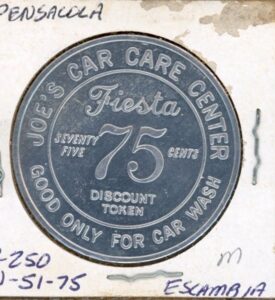 PENSACOLA
JOE'S CAR CARE CENTER
Fiesta
SEVENTY FIVE 75 CENTS
DISCOUNT
TOKEN
GOOD ONLY FOR CAR WASH
-250
-51-75
m
ESCAMBIA